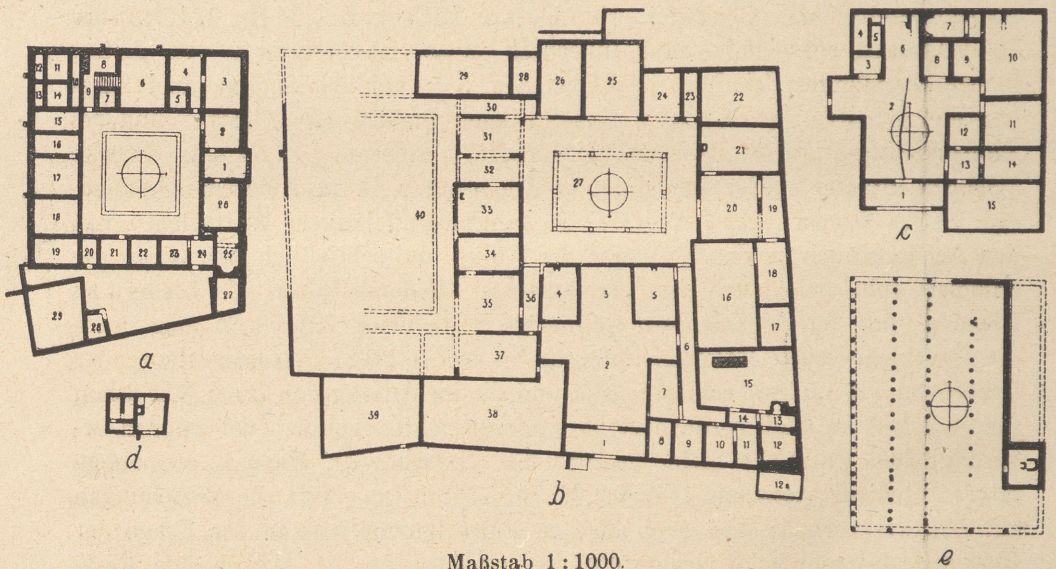 12 11 10 8 6 4 3
13 14 9 7 5
15 2
16
17 1
18 26
19 20 21 22 23 24 25
27
29 28
a
29 28 26 25 24 23 22
30
31 21
32
27
33 20 19
40
34 18
35 36 4 3 5 16
6 17
37 2
7 15
39 38
14 13
1 8 9 10 11 12
12a
b
4 5 6 7
3 8 9 10
2
12 11
13 14
1
15
c
d
e
Maßstab 1:1000.